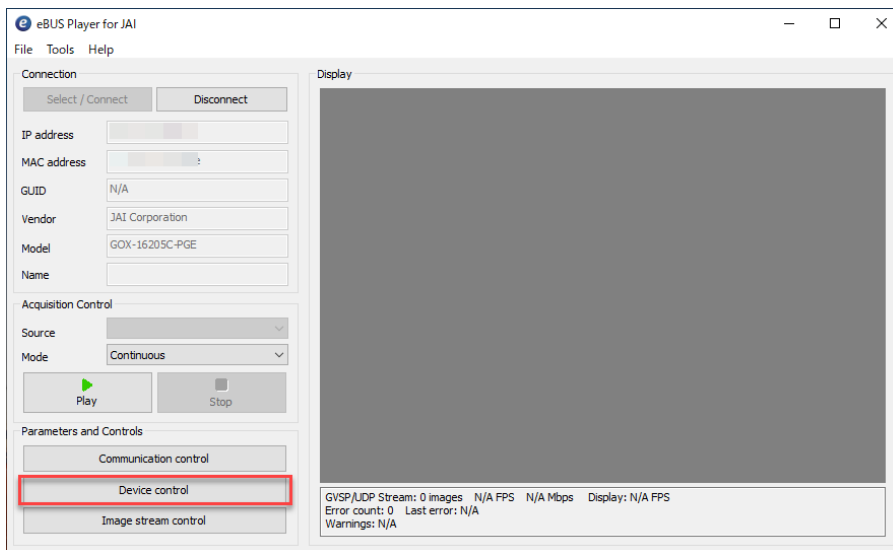 eBUS Player for JAI
File Tools Help
Connection
Select / Connect Disconnect
IP address
MAC address
GUID N/A
Vendor JAI Corporation
Model GOX-16205C-PGE
Name
Acquisition Control
Source
Mode Continuous
Play Stop
Parameters and Controls
Communication control
Device control
Image stream control
Display
GVSP/UDP Stream: 0 images N/A FPS N/A Mbps Display: N/A FPS
Error count: 0 Last error: N/A
Warnings: N/A